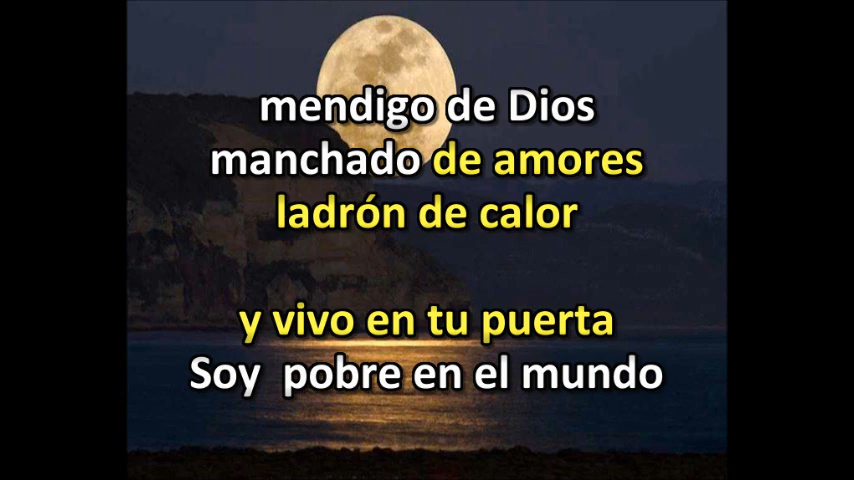 mendigo de Dios
manchado de amores
ladrón de calor
y vivo en tu puerta
Soy pobre en el mundo